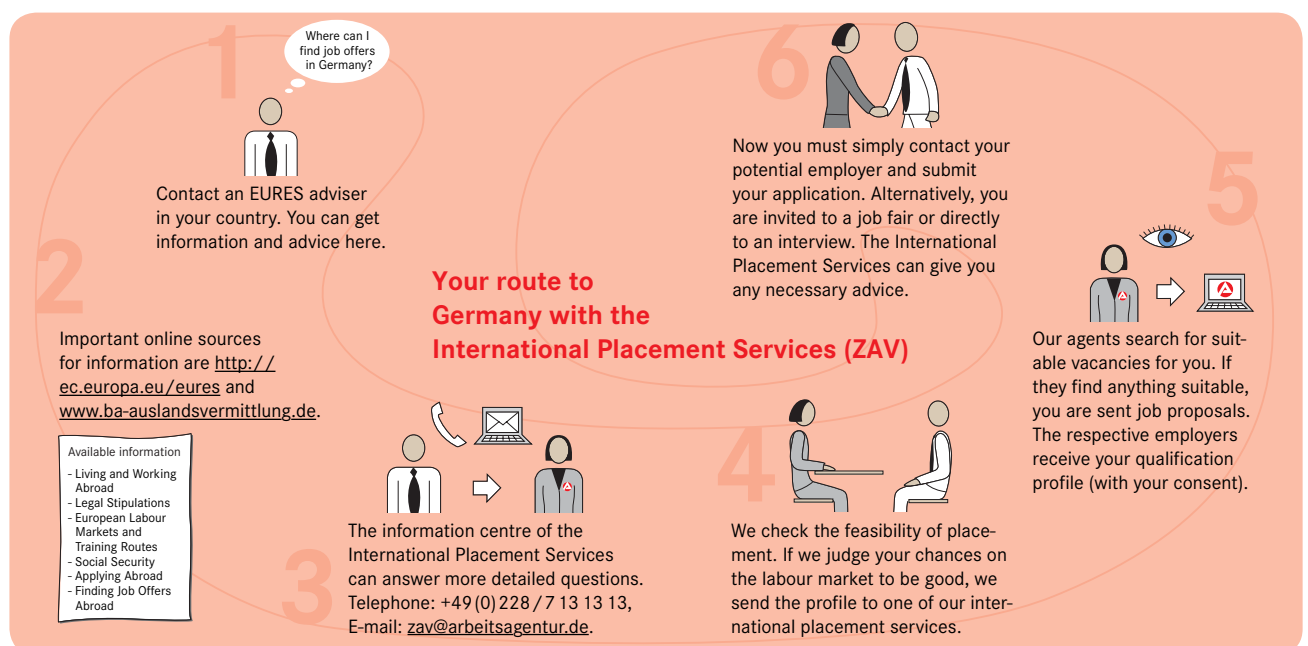 Your route to
Germany with the
International Placement Services (ZAV)
1
Where can I
find job offers
in Germany?
Contact an EURES adviser
in your country. You can get
information and advice here.
2
Important online sources
for information are http://
ec.europa.eu/eures and
www.ba-auslandsvermittlung.de.
Available information
- Living and Working
Abroad
- Legal Stipulations
- European Labour
Markets and
Training Routes
- Social Security
- Applying Abroad
- Finding Job Offers
Abroad
3
The information centre of the
International Placement Services
can answer more detailed questions.
Telephone: +49 (0) 228 / 7 13 13 13,
E-mail: zav@arbeitsagentur.de.
4
We check the feasibility of place-
ment. If we judge your chances on
the labour market to be good, we
send the profile to one of our inter-
national placement services.
5
Our agents search for suit-
able vacancies for you. If
they find anything suitable,
you are sent job proposals.
The respective employers
receive your qualification
profile (with your consent).
6
Now you must simply contact your
potential employer and submit
your application. Alternatively, you
are invited to a job fair or directly
to an interview. The International
Placement Services can give you
any necessary advice.